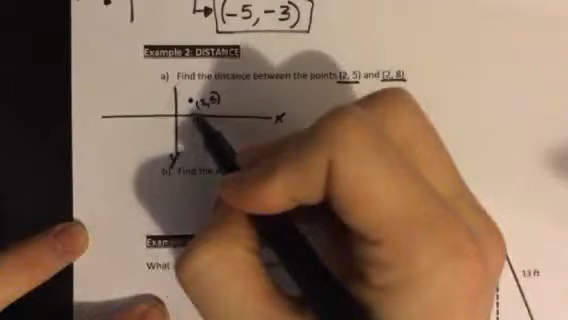 (-5,-3)
Example 2: DISTANCE
a) Find the distance between the points (2, 5) and (2, 8)
(2,5)
x
y
b) Find the
Exam
What
13 ft